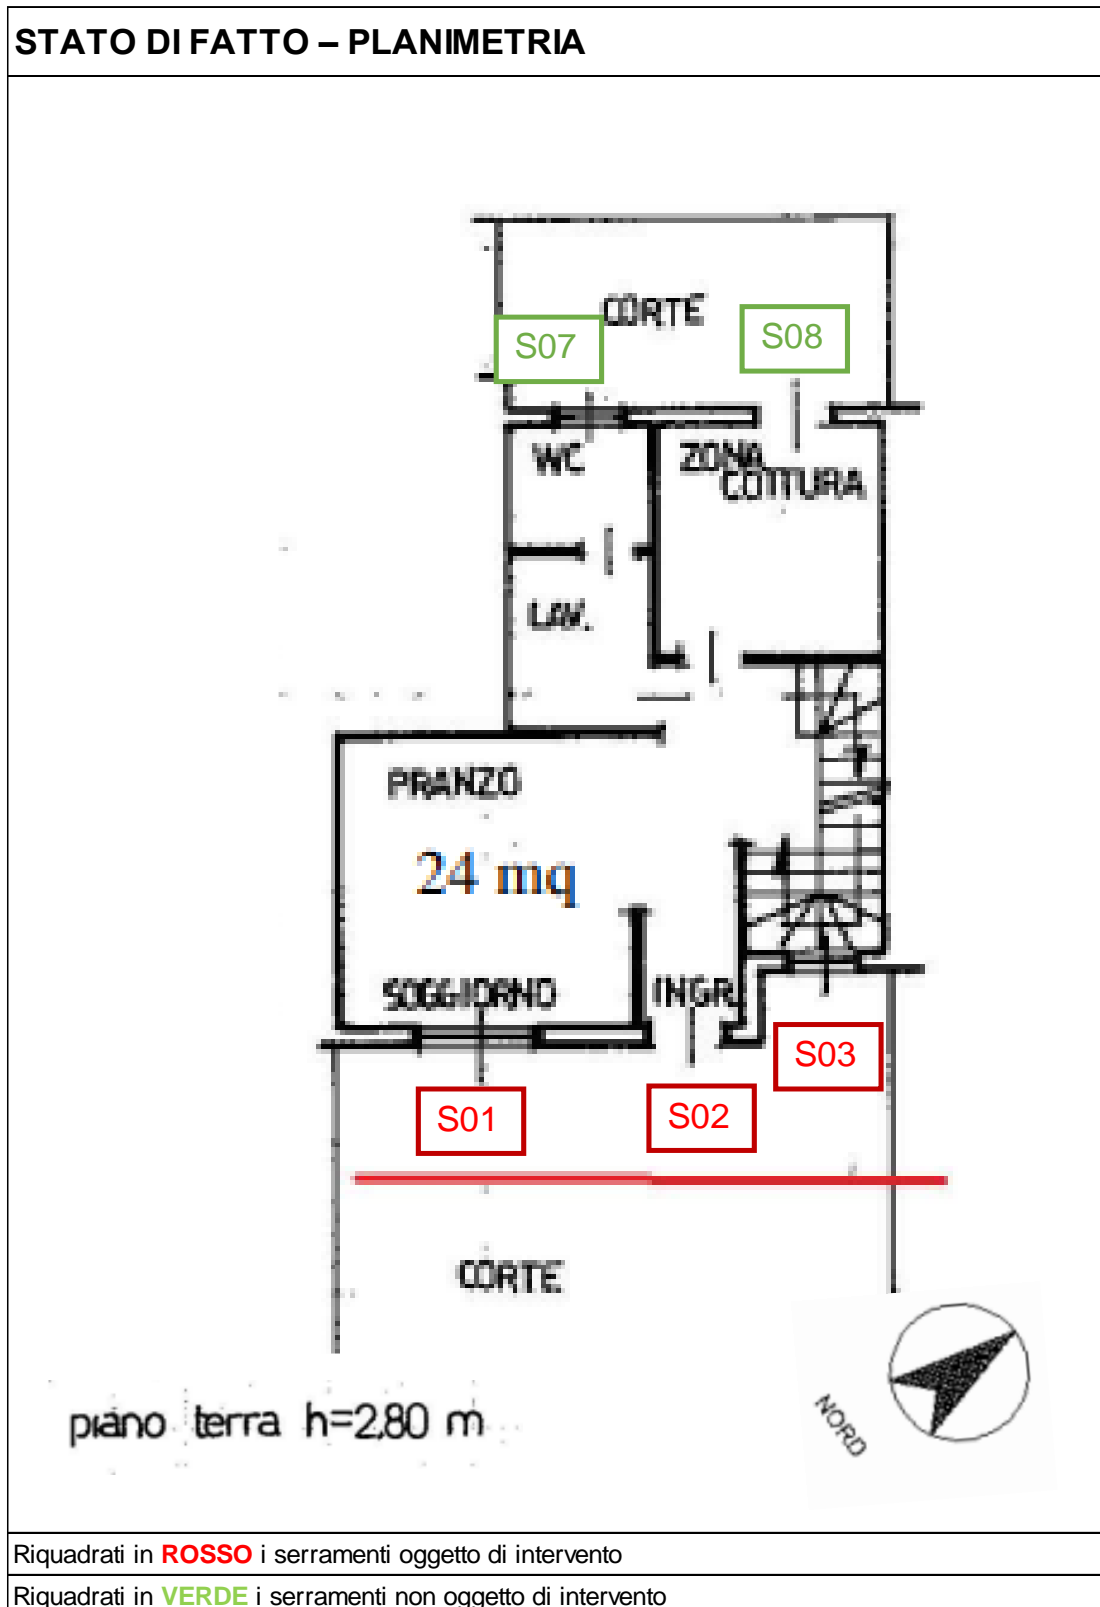 STATO DI FATTO – PLANIMETRIA
CORTE
S07
S08
WC
ZONA
COTTURA
LAV.
PRANZO
24 mq
SOGGIORNO
INGR.
S03
S01
S02
CORTE
NORD
piano terra h=2,80 m
Riquadrati in ROSSO i serramenti oggetto di intervento
Riquadrati in VERDE i serramenti non oggetto di intervento